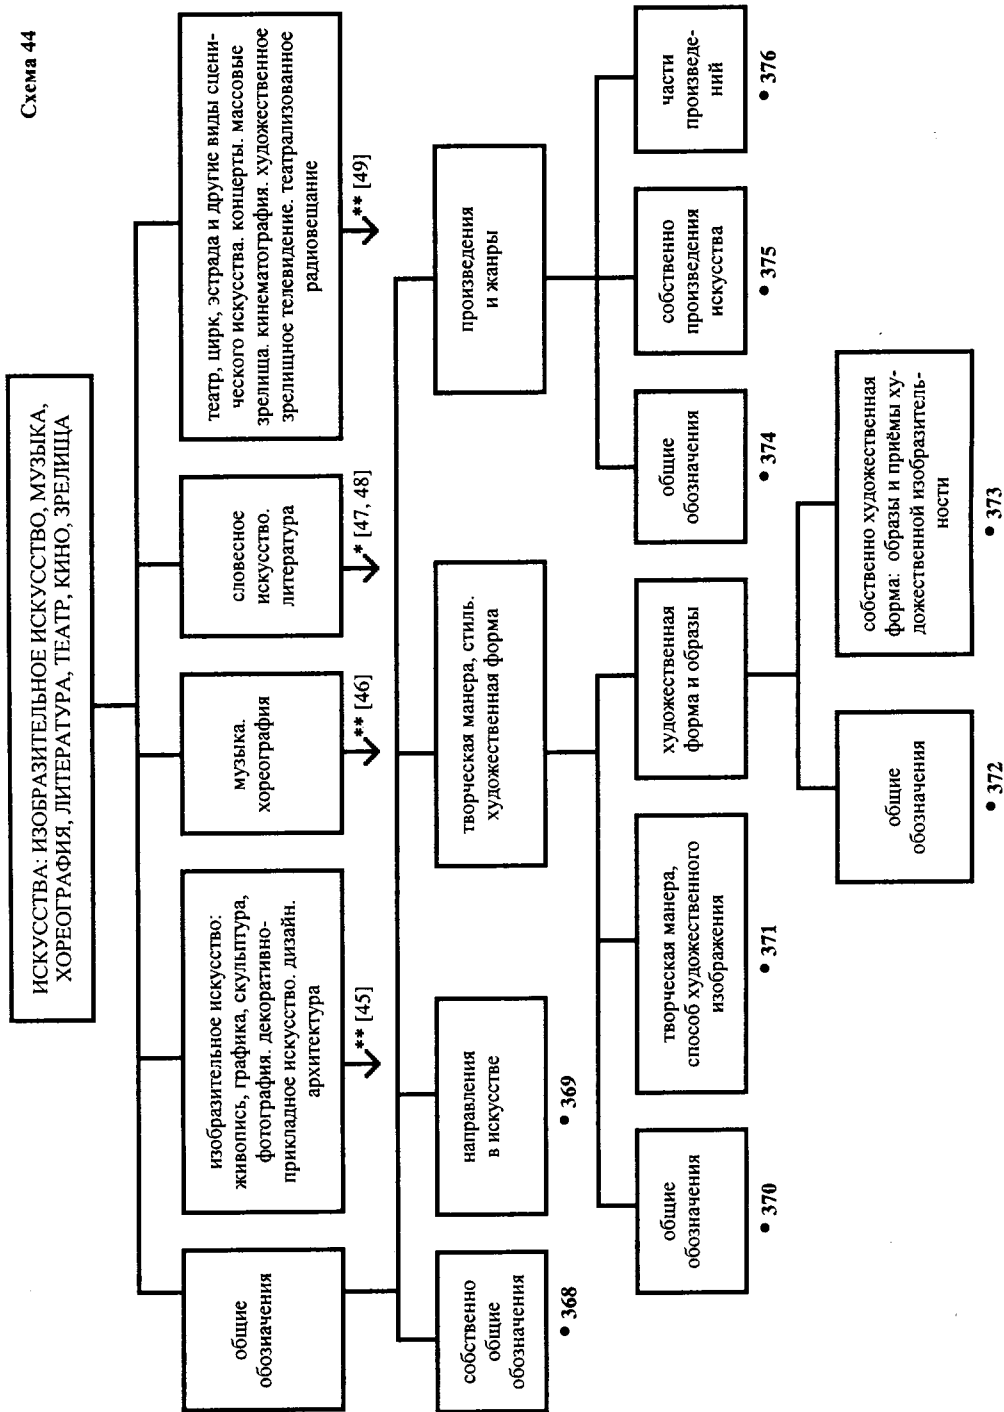 Схема 44
ИСКУССТВА: ИЗОБРАЗИТЕЛЬНОЕ ИСКУССТВО, МУЗЫКА,
ХОРЕОГРАФИЯ, ЛИТЕРАТУРА, ТЕАТР, КИНО, ЗРЕЛИЩА
общие
обозначения
изобразительное искусство:
живопись, графика, скульптура,
фотография. декоративно-
прикладное искусство. дизайн.
архитектура
** [45]
музыка.
хореография
** [46]
словесное
искусство.
литература
* [47, 48]
театр, цирк, эстрада и другие виды сцени-
ческого искусства. концерты. массовые
зрелища. кинематография. художественное
зрелищное телевидение. театрализованное
радиовещание
** [49]
собственно
общие
обозначения
• 368
направления
в искусстве
• 369
творческая манера, стиль.
художественная форма
произведения
и жанры
общие
обозначения
• 370
творческая манера,
способ художественного
изображения
• 371
художественная
форма и образы
общие
обозначения
• 374
собственно
произведения
искусства
• 375
части
произведе-
ний
• 376
общие
обозначения
• 372
собственно художественная
форма: образы и приёмы ху-
дожественной изобразитель-
ности
• 373